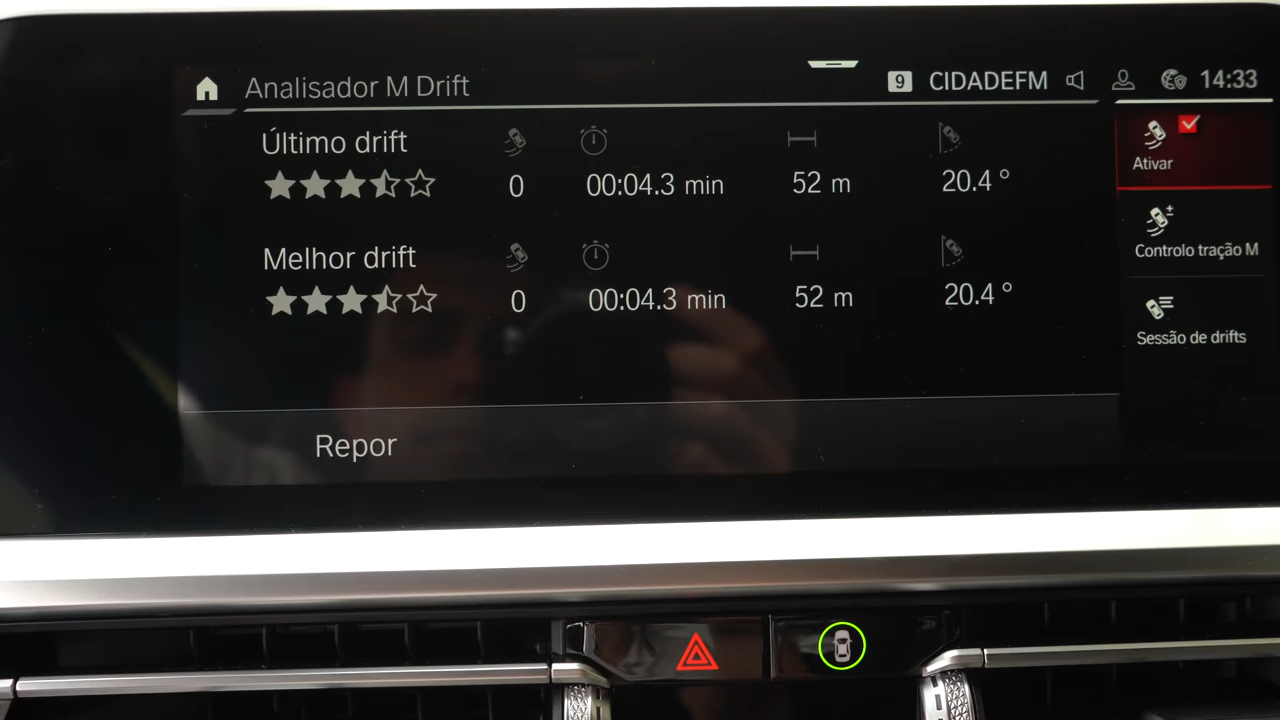 Analisador M Drift
9 CIDADEFM 14:33
Último drift
0 00:04.3 min 52 m 20.4 °
Melhor drift
0 00:04.3 min 52 m 20.4 °
Repor
Ativar
Controlo tração M
Sessão de drifts